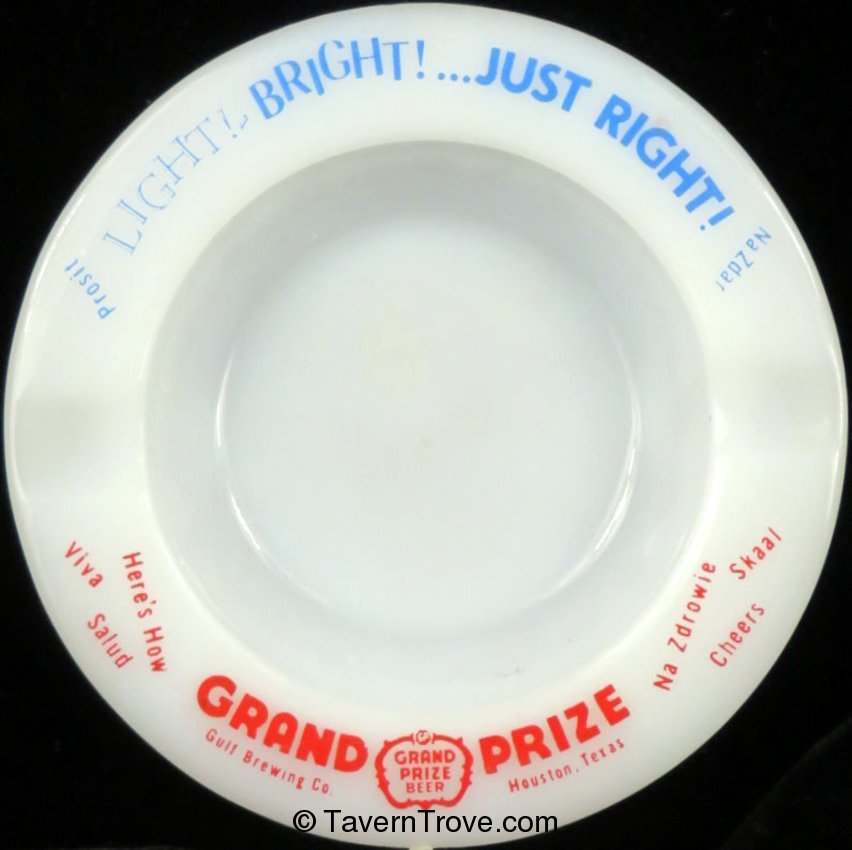 LIGHT!.. BRIGHT!...JUST RIGHT!
Prosit
Na Zdar
Viva
Here's How
Salud
Na Zdrowie
Skaal
Cheers
GRAND PRIZE
GRAND
PRIZE
BEER
Gulf Brewing Co.
Houston, Texas
© TavernTrove.com